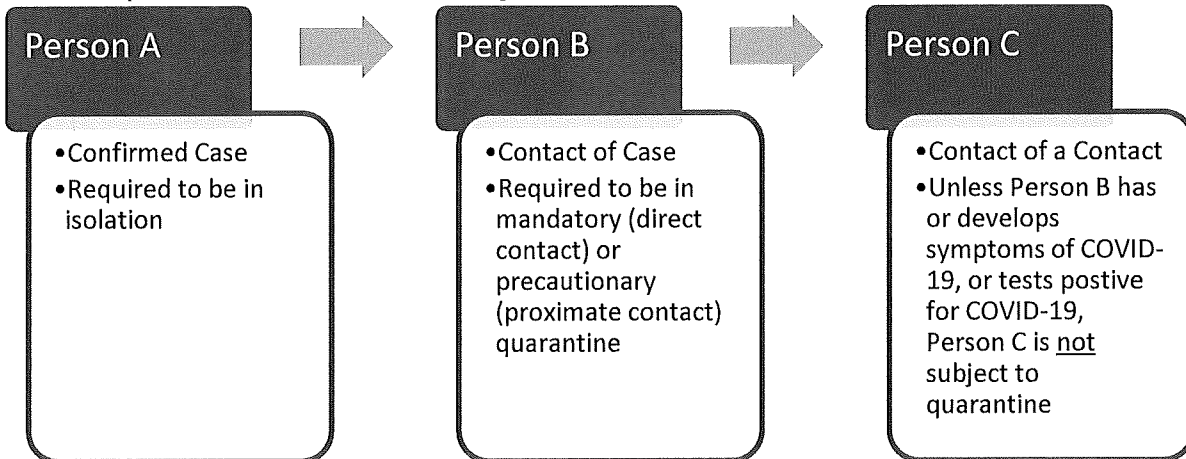 Person A
•Confirmed Case
•Required to be in
isolation
Person B
•Contact of Case
•Required to be in
mandatory (direct
contact) or
precautionary
(proximate contact)
quarantine
Person C
•Contact of a Contact
•Unless Person B has
or develops
symptoms of COVID-
19, or tests postive
for COVID-19,
Person C is not
subject to
quarantine